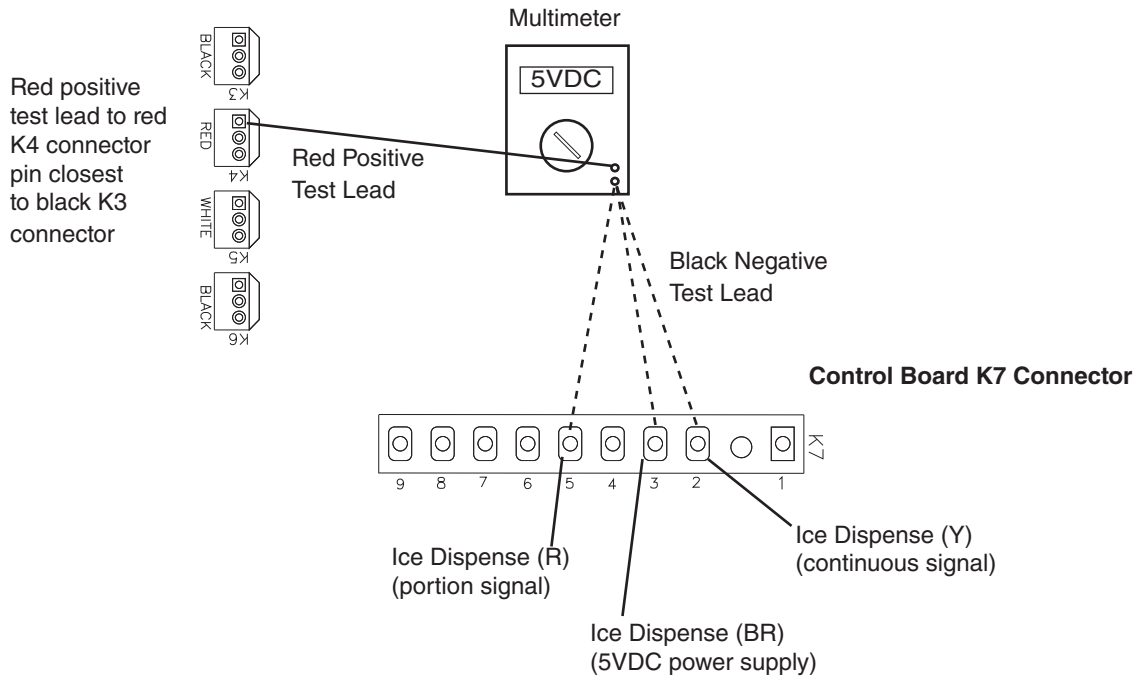 Multimeter
5VDC
BLACK
K3
RED
K4
WHITE
K5
BLACK
K6
Red positive
test lead to red
K4 connector
pin closest
to black K3
connector
Red Positive
Test Lead
Black Negative
Test Lead
Control Board K7 Connector
K7
9 8 7 6 5 4 3 2 1
Ice Dispense (R)
(portion signal)
Ice Dispense (Y)
(continuous signal)
Ice Dispense (BR)
(5VDC power supply)